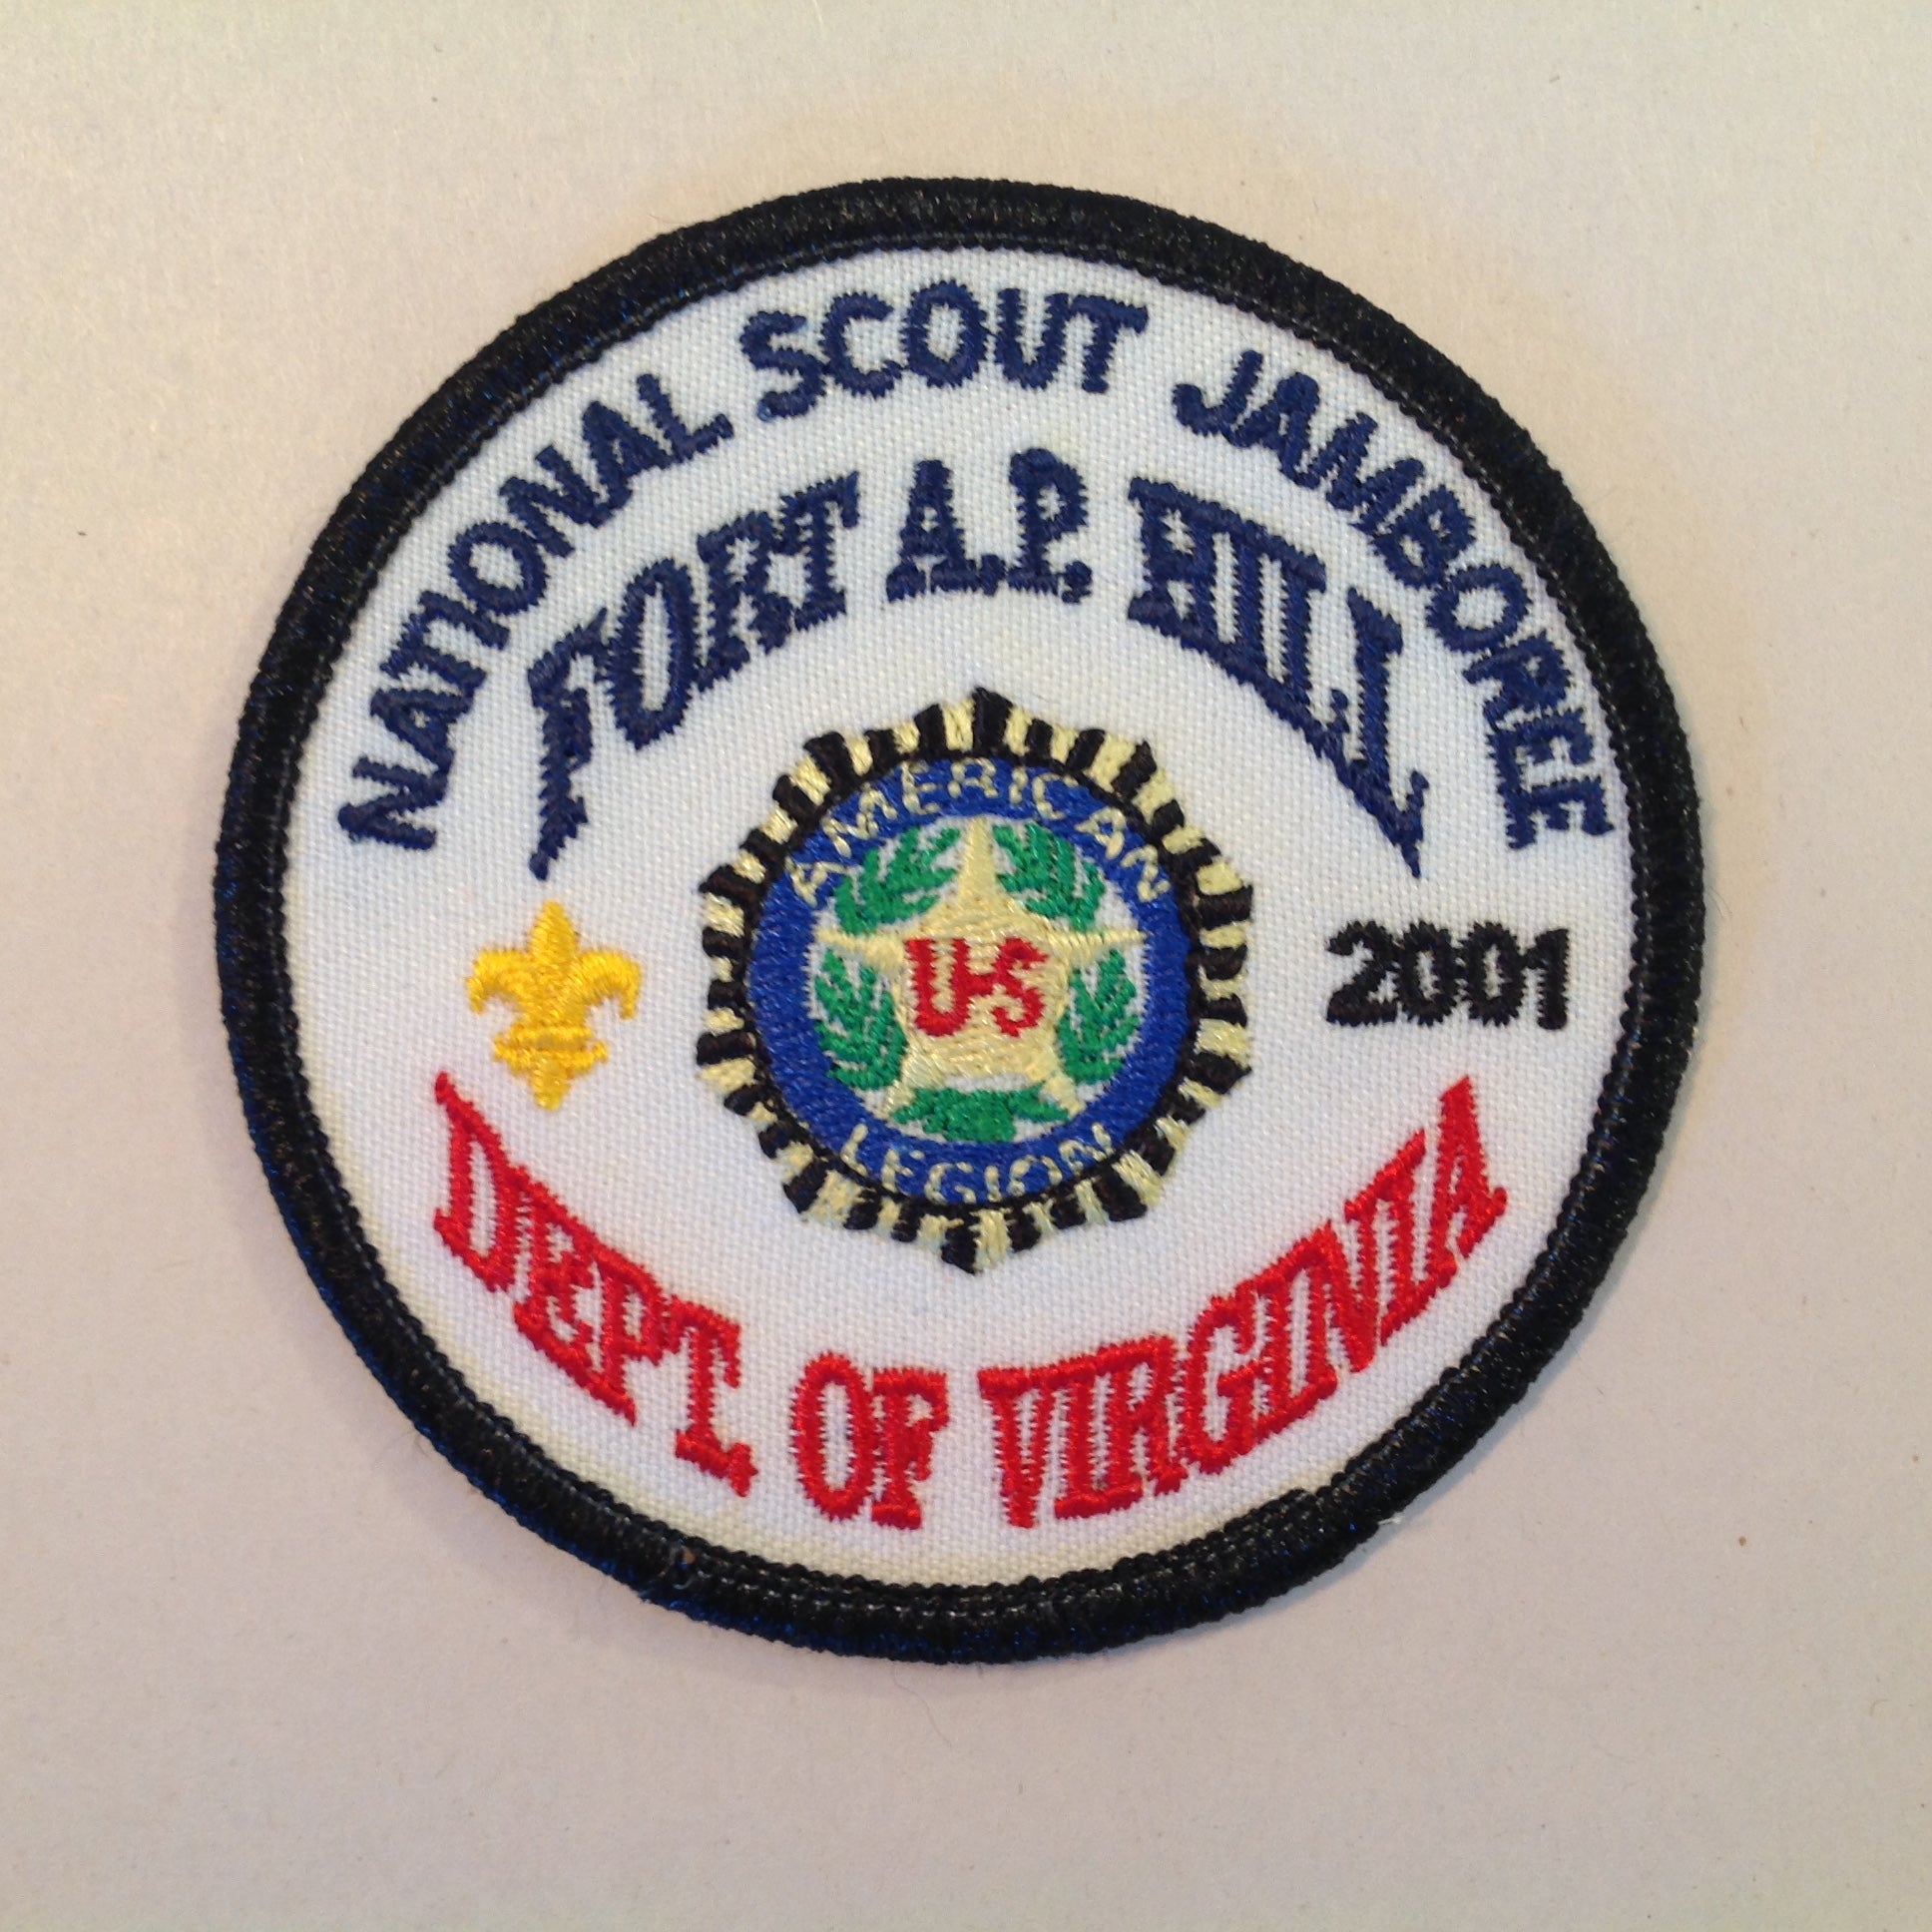 NATIONAL SCOUT JAMBOREE
FORT A.P. HILL
AMERICAN
US
LEGION
2001
DEPT. OF VIRGINIA